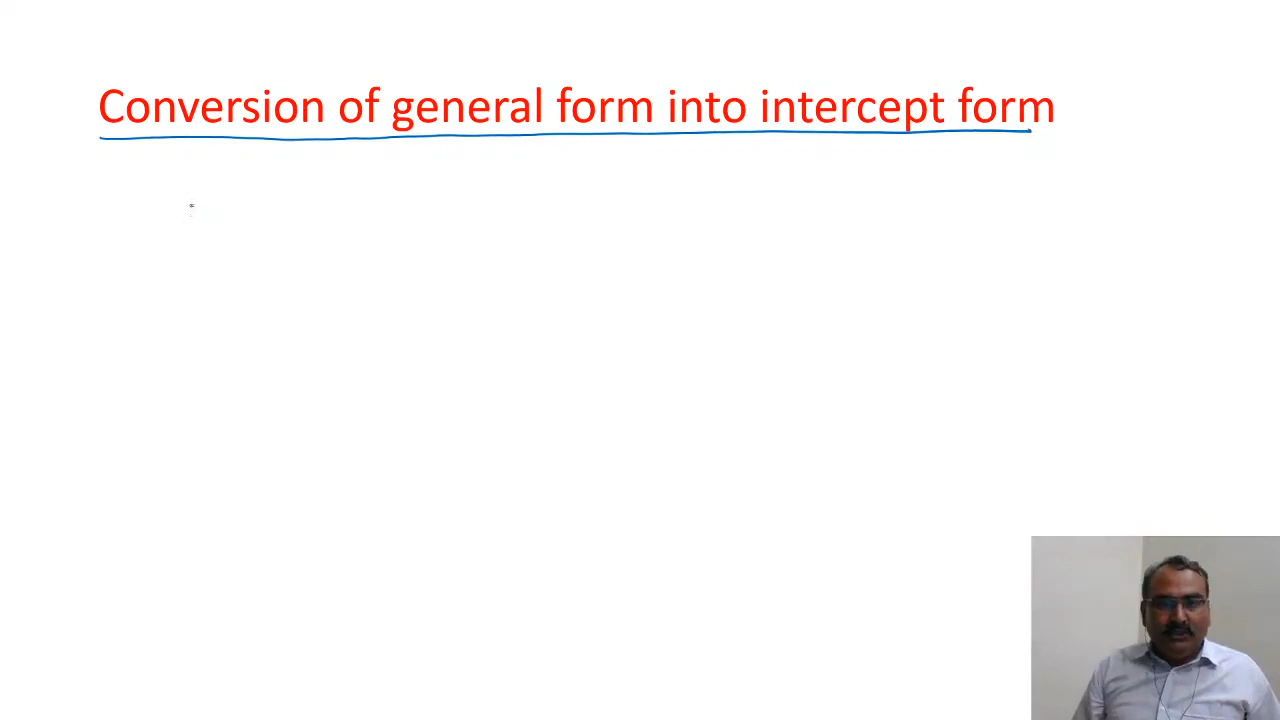 Conversion of general form into intercept form